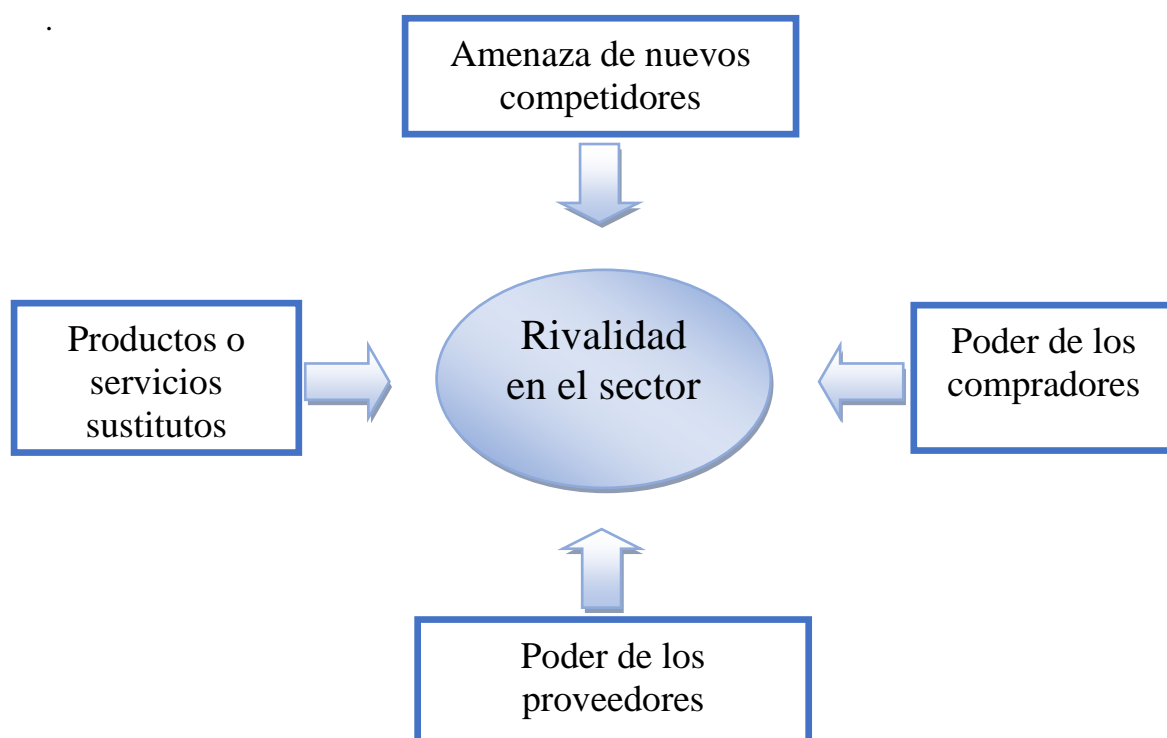 .
Amenaza de nuevos
competidores
Productos o
servicios
sustitutos
Rivalidad
en el sector
Poder de los
compradores
Poder de los
proveedores